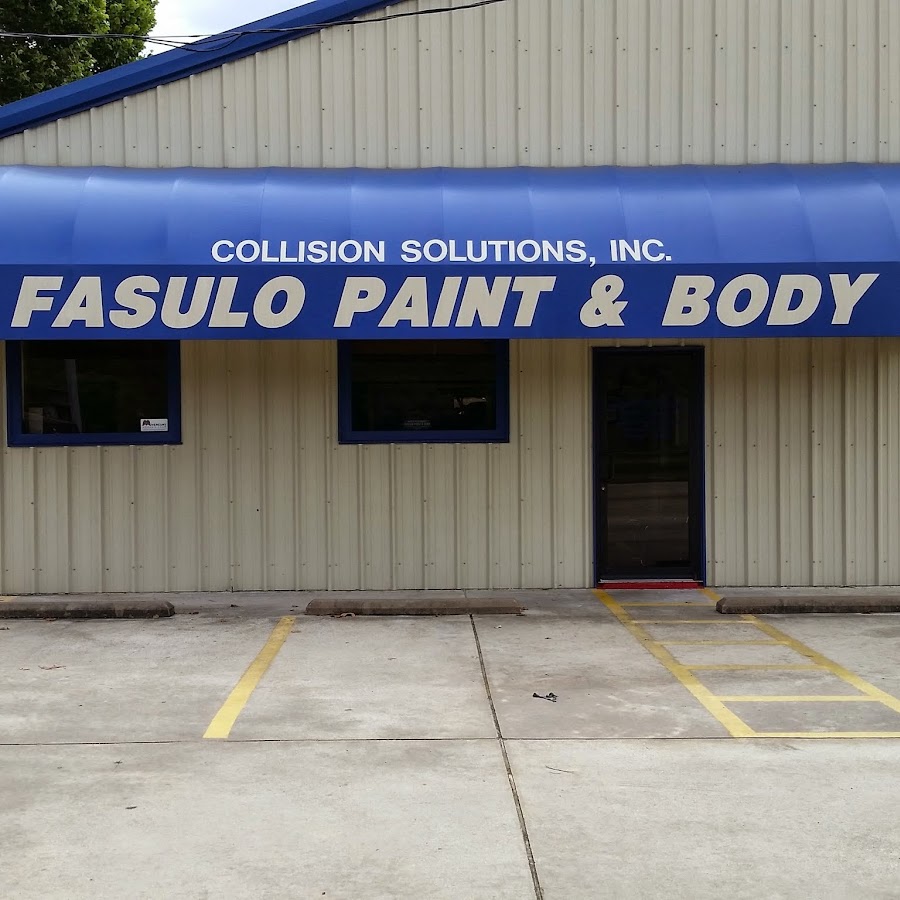 COLLISION SOLUTIONS, INC.
FASULO PAINT & BODY